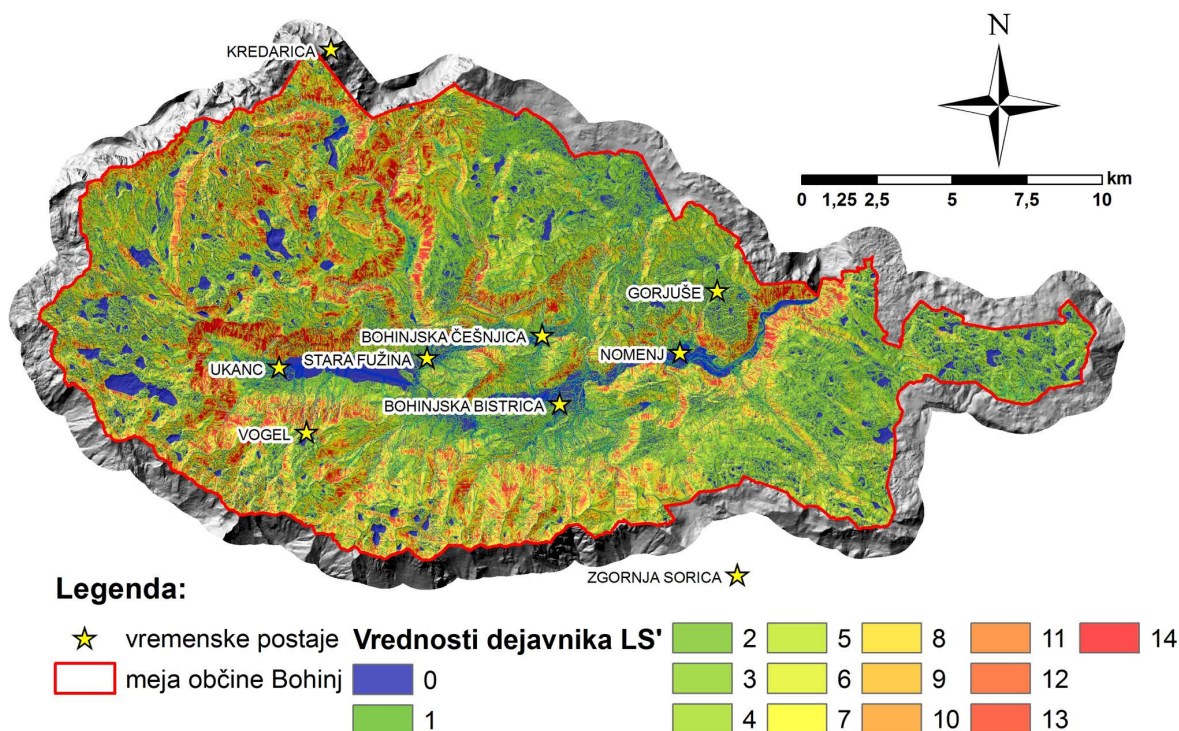 N
KREDARICA
km
0 1,25 2,5 5 7,5 10
GORJUŠE
BOHINJSKA ČEŠNJICA
STARA FUŽINA
NOMENJ
UKANC
BOHINJSKA BISTRICA
VOGEL
ZGORNJA SORICA
Legenda:
vremenske postaje
meja občine Bohinj
Vrednosti dejavnika LS'
0
1
2
3
4
5
6
7
8
9
10
11
12
13
14